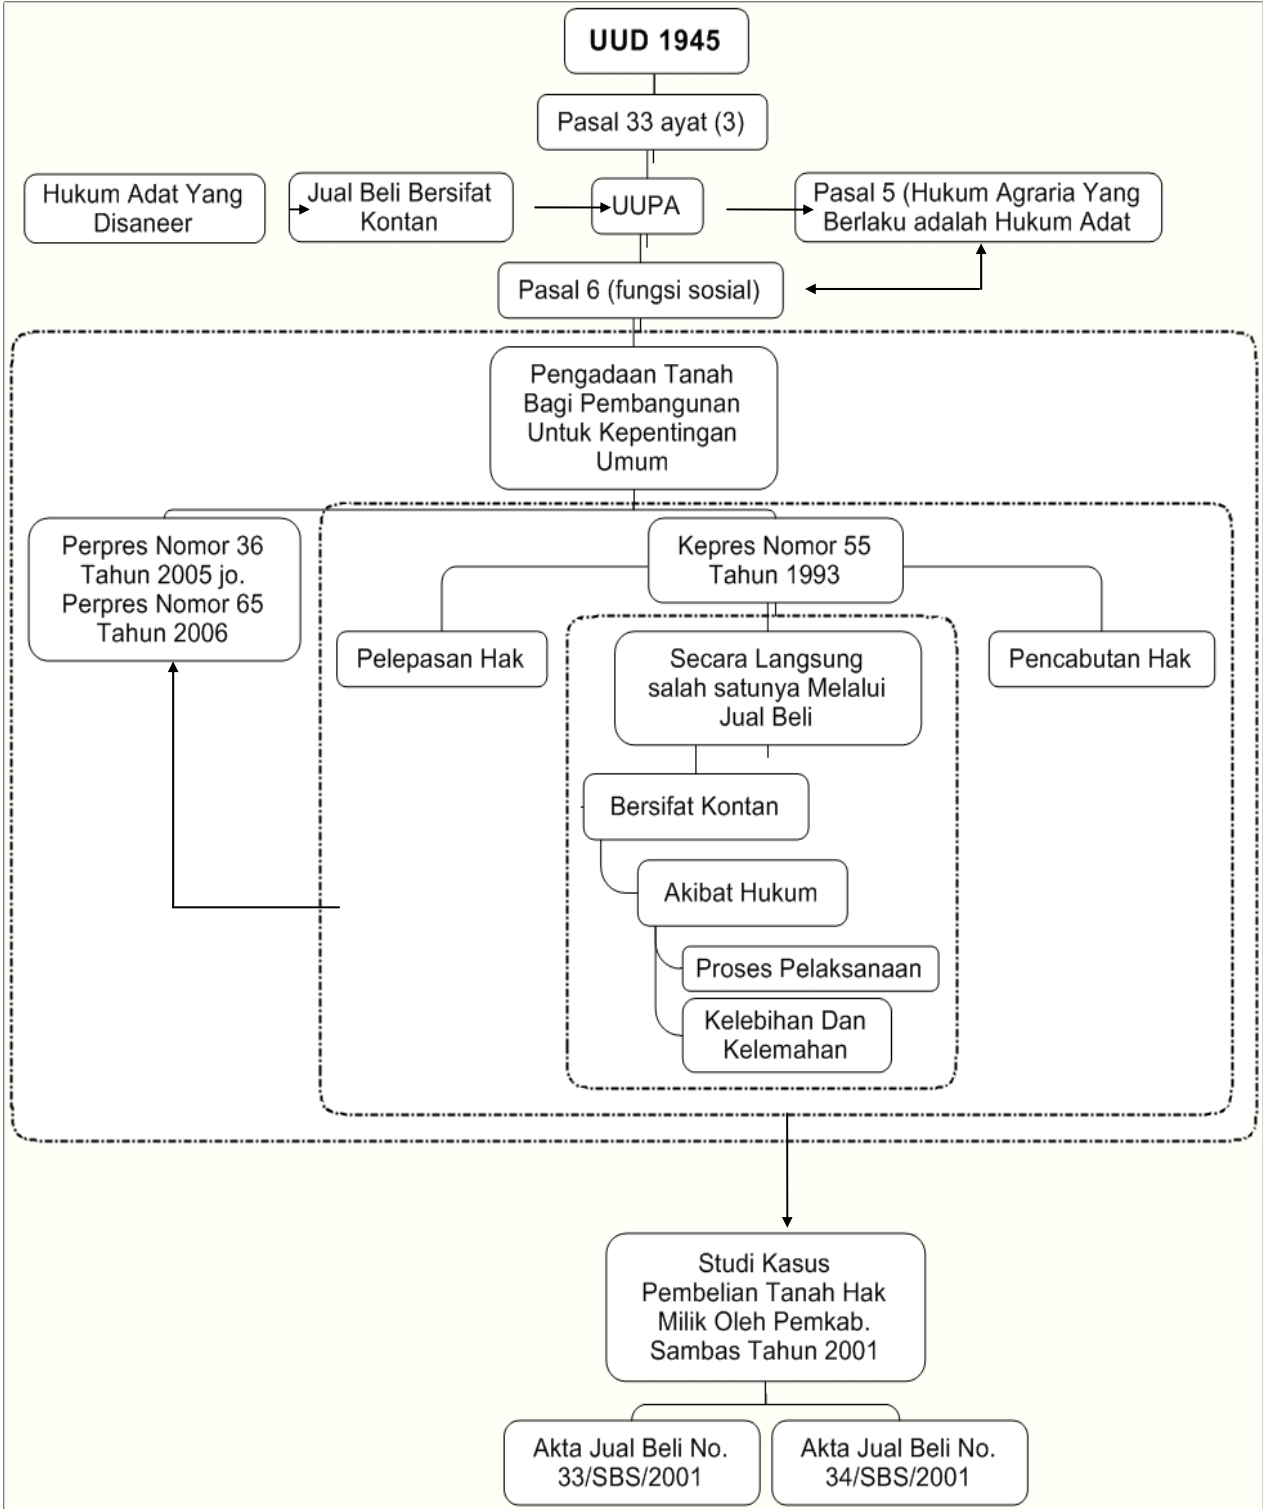 UUD 1945
Pasal 33 ayat (3)
Hukum Adat Yang
Disaneer
Jual Beli Bersifat
Kontan
UUPA
Pasal 5 (Hukum Agraria Yang
Berlaku adalah Hukum Adat
Pasal 6 (fungsi sosial)
Pengadaan Tanah
Bagi Pembangunan
Untuk Kepentingan
Umum
Perpres Nomor 36
Tahun 2005 jo.
Perpres Nomor 65
Tahun 2006
Kepres Nomor 55
Tahun 1993
Pelepasan Hak
Secara Langsung
salah satunya Melalui
Jual Beli
Pencabutan Hak
Bersifat Kontan
Akibat Hukum
Proses Pelaksanaan
Kelebihan Dan
Kelemahan
Studi Kasus
Pembelian Tanah Hak
Milik Oleh Pemkab.
Sambas Tahun 2001
Akta Jual Beli No.
33/SBS/2001
Akta Jual Beli No.
34/SBS/2001